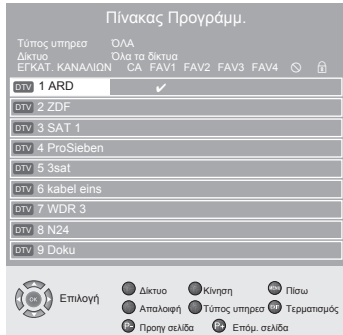 Πίνακας Προγράμμ.
Τύπος υπηρεσ ΌΛΑ
Δίκτυο Όλα τα δίκτυα
ΕΓΚΑΤ. ΚΑΝΑΛΙΩΝ CA FAV1 FAV2 FAV3 FAV4
DTV 1 ARD
DTV 2 ZDF
DTV 3 SAT 1
DTV 4 ProSieben
DTV 5 3sat
DTV 6 kabel eins
DTV 7 WDR 3
DTV 8 N24
DTV 9 Doku
OK Επιλογή
Δίκτυο Κίνηση MENU Πίσω
Απαλοιφή Τύπος υπηρεσ EXIT Τερματισμός
P- Προηγ σελίδα P+ Επόμ. σελίδα